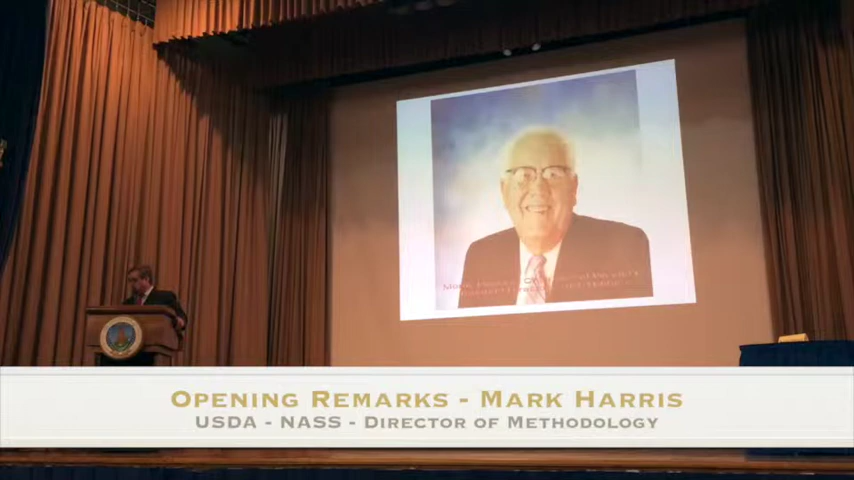 OPENING REMARKS - MARK HARRIS
USDA - NASS - DIRECTOR OF METHODOLOGY